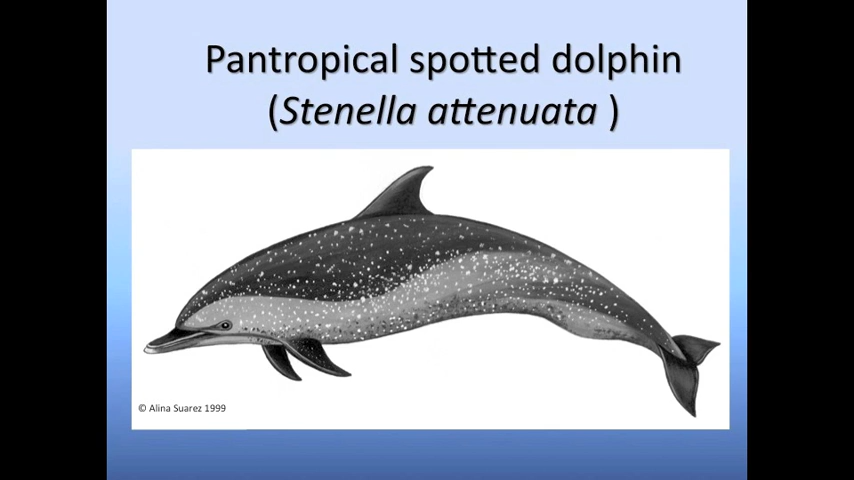 Pantropical spotted dolphin
(Stenella attenuata )
© Alina Suarez 1999